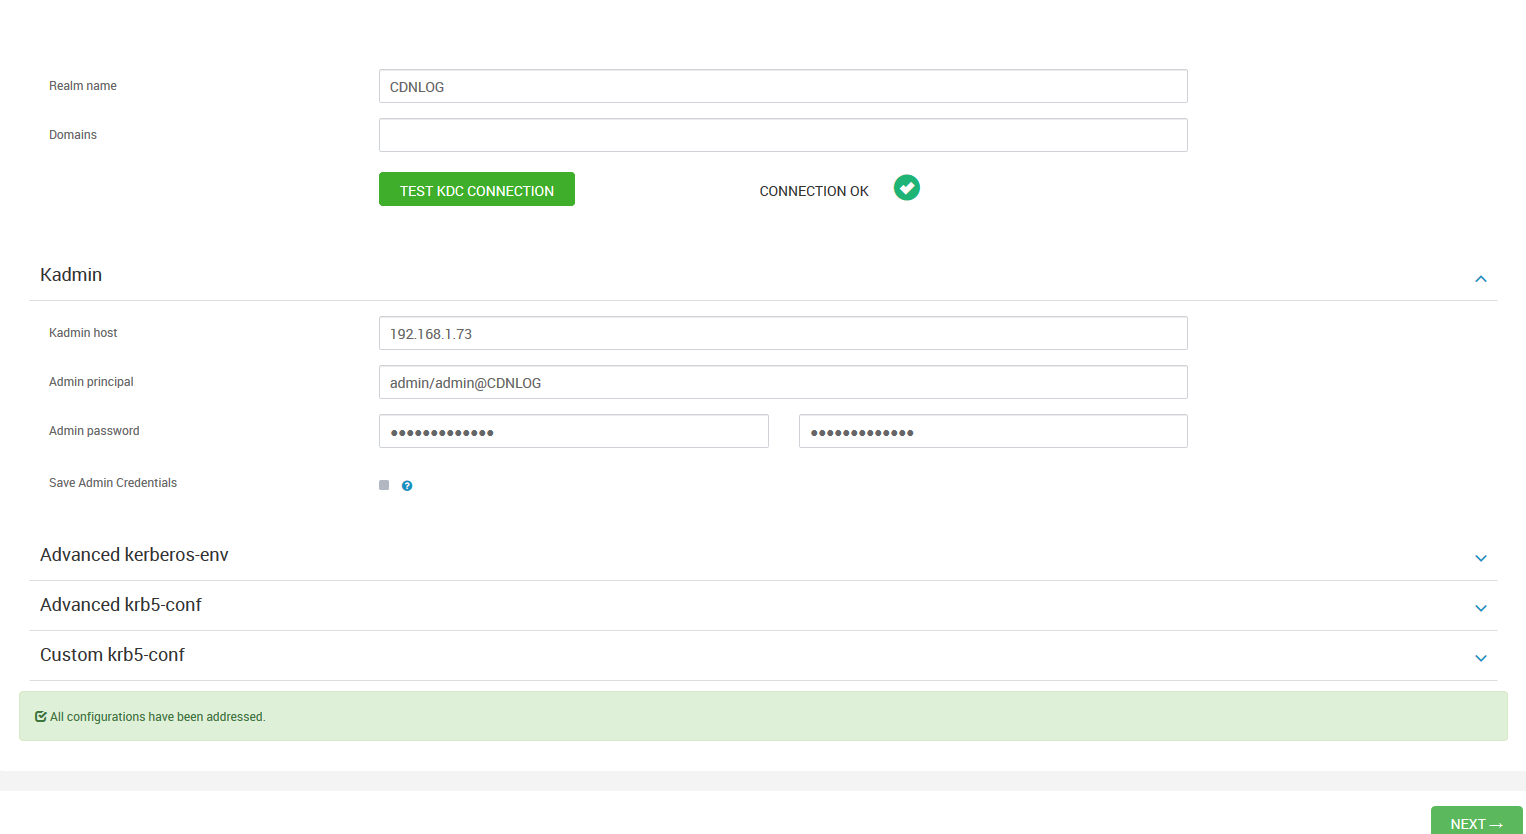 Realm name
CDNLOG
Domains
TEST KDC CONNECTION
CONNECTION OK
Kadmin
Kadmin host
192.168.1.73
Admin principal
admin/admin@CDNLOG
Admin password
●●●●●●●●●●●●●
●●●●●●●●●●●●●
Save Admin Credentials
?
Advanced kerberos-env
Advanced krb5-conf
Custom krb5-conf
All configurations have been addressed.
NEXT →